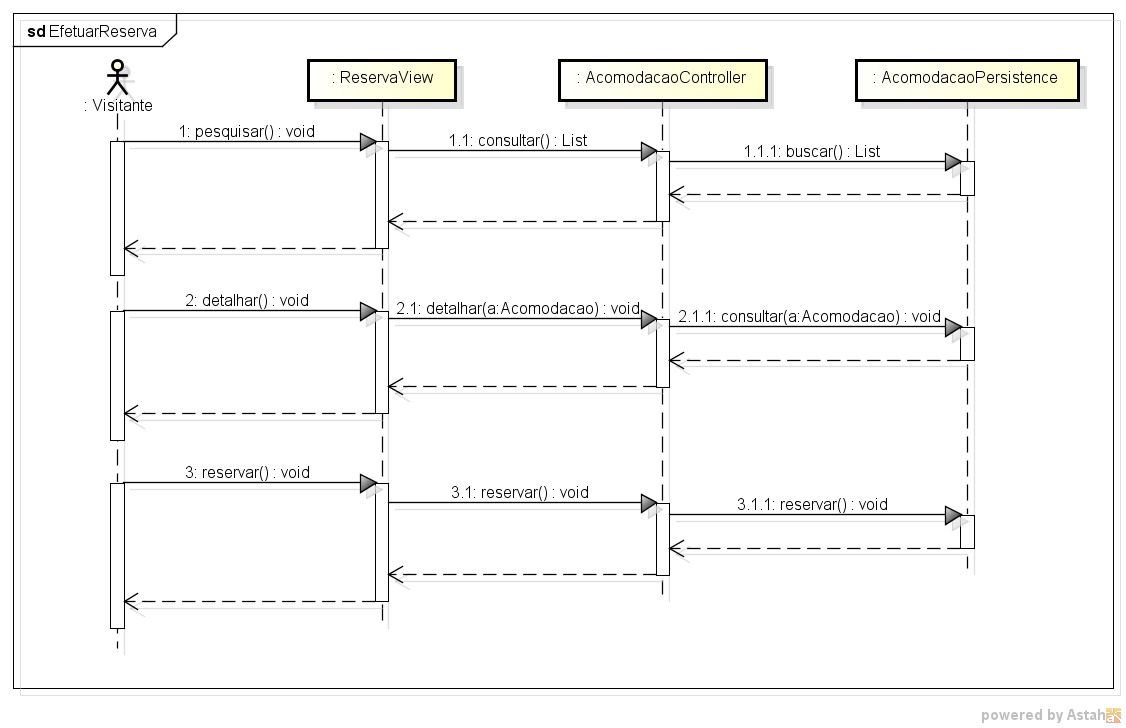 sd EfetuarReserva
: Visitante
: ReservaView
: AcomodacaoController
: AcomodacaoPersistence
1: pesquisar() : void
1.1: consultar() : List
1.1.1: buscar() : List
2: detalhar() : void
2.1: detalhar(a:Acomodacao) : void
2.1.1: consultar(a:Acomodacao) : void
3: reservar() : void
3.1: reservar() : void
3.1.1: reservar() : void
powered by Astah